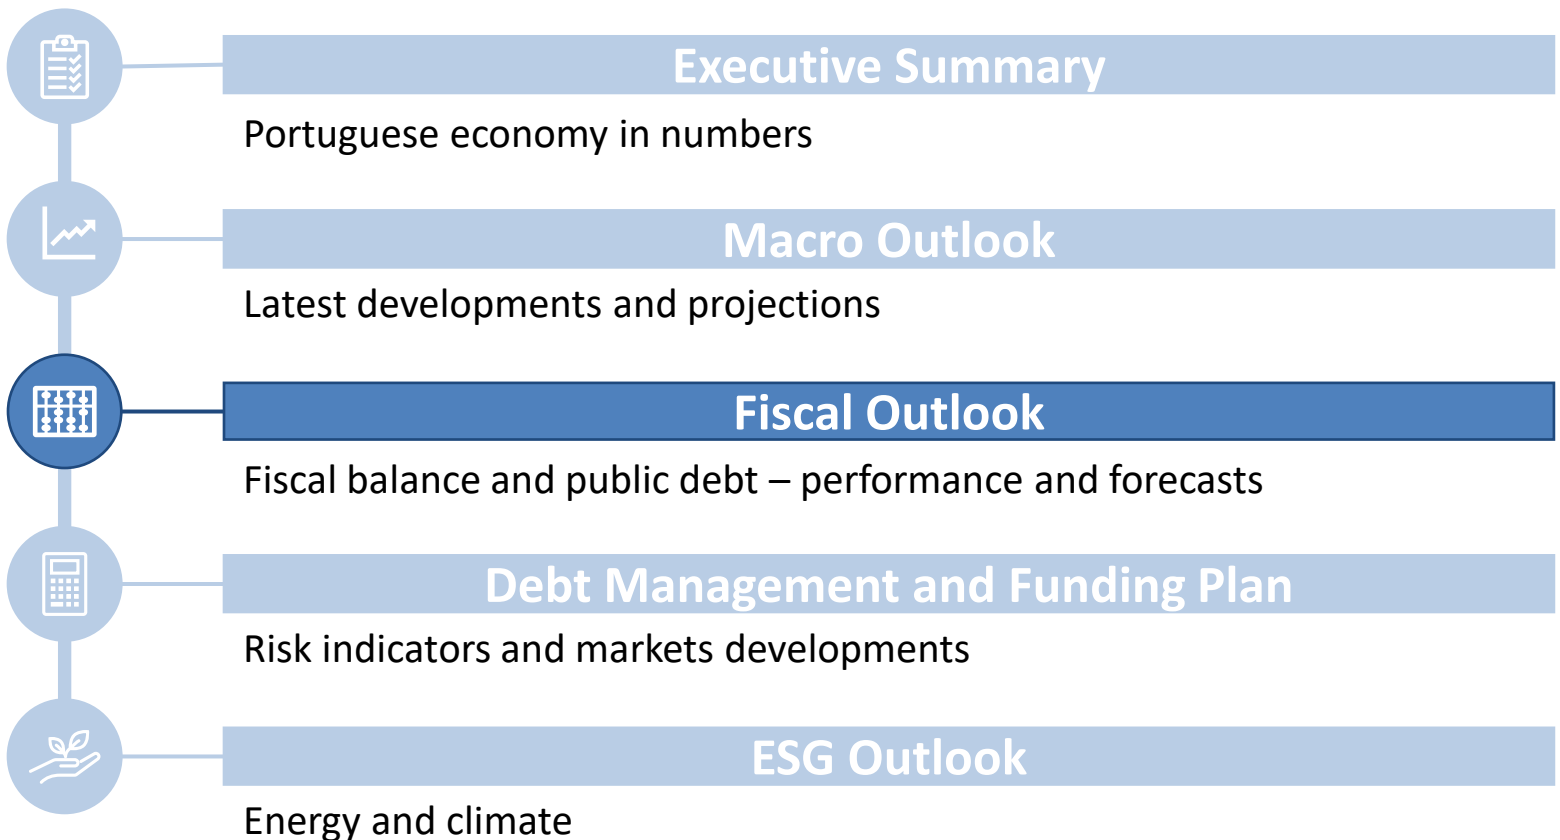 Executive Summary
Portuguese economy in numbers
Macro Outlook
Latest developments and projections
Fiscal Outlook
Fiscal balance and public debt – performance and forecasts
Debt Management and Funding Plan
Risk indicators and markets developments
ESG Outlook
Energy and climate